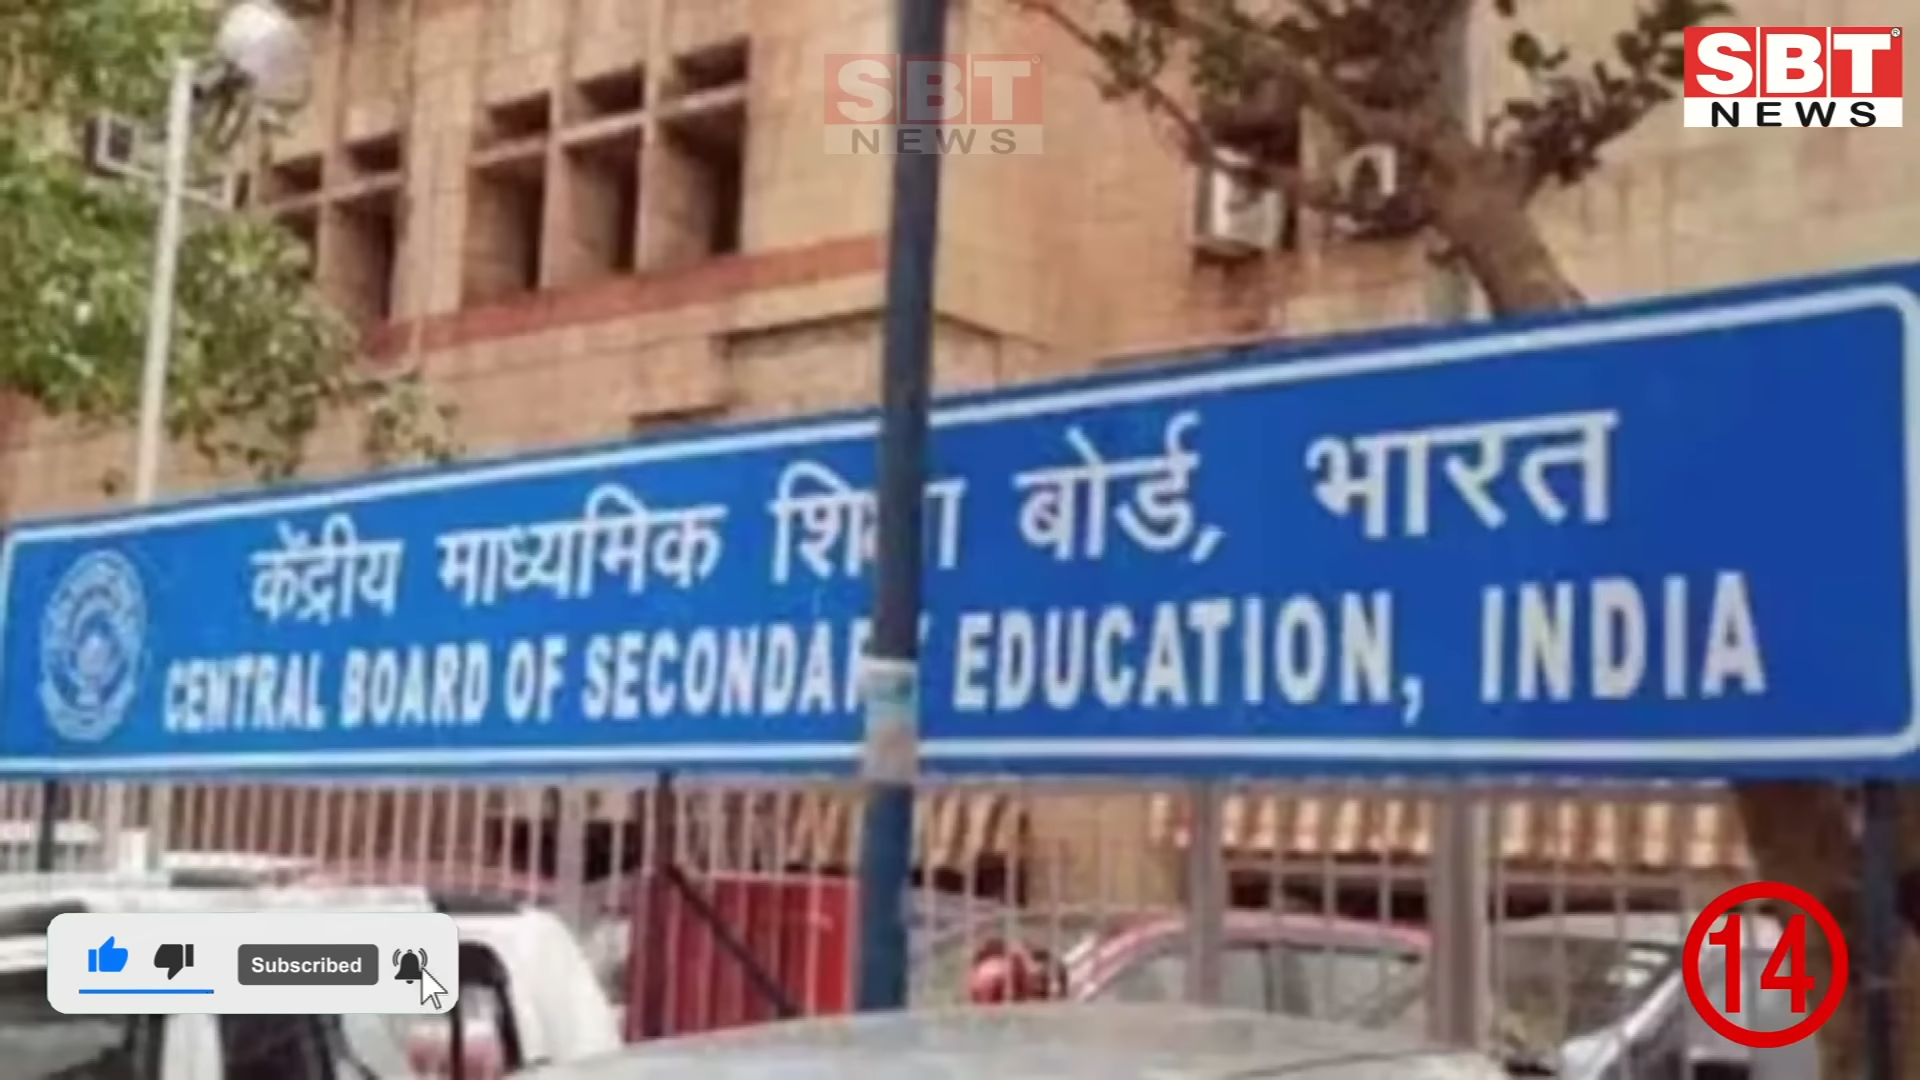 SBT
NEWS
SBT
NEWS
केंद्रीय माध्यमिक बोर्ड, भारत
CENTRAL BOARD OF EDUCATION, INDIA
Subscribed
14